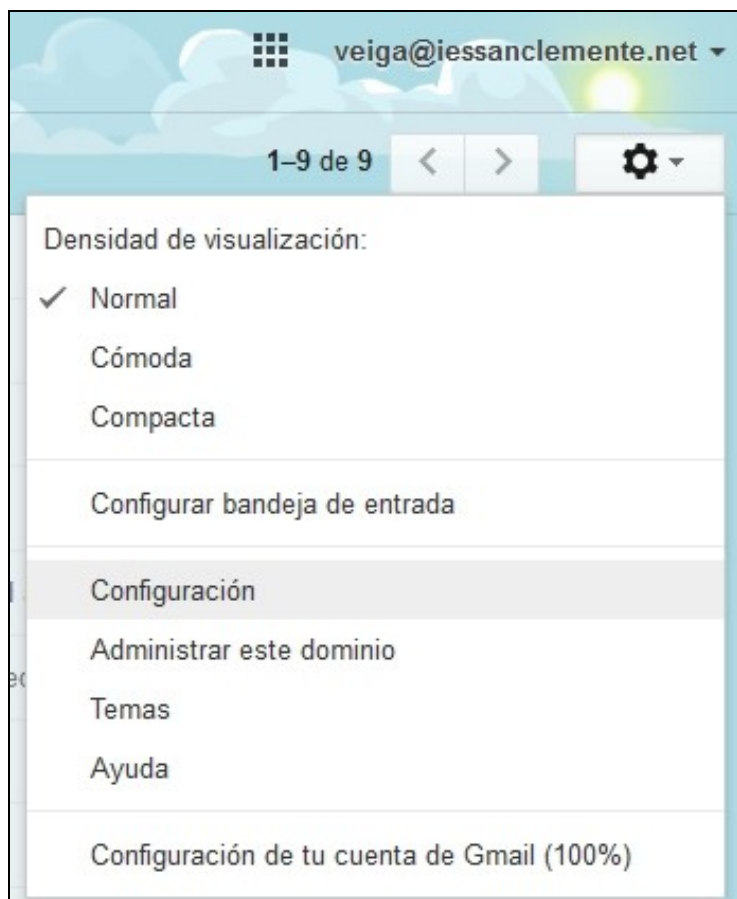 veiga@iessanclemente.net
1–9 de 9
Densidad de visualización:
Normal
Cómoda
Compacta
Configurar bandeja de entrada
Configuración
Administrar este dominio
Temas
Ayuda
Configuración de tu cuenta de Gmail (100%)